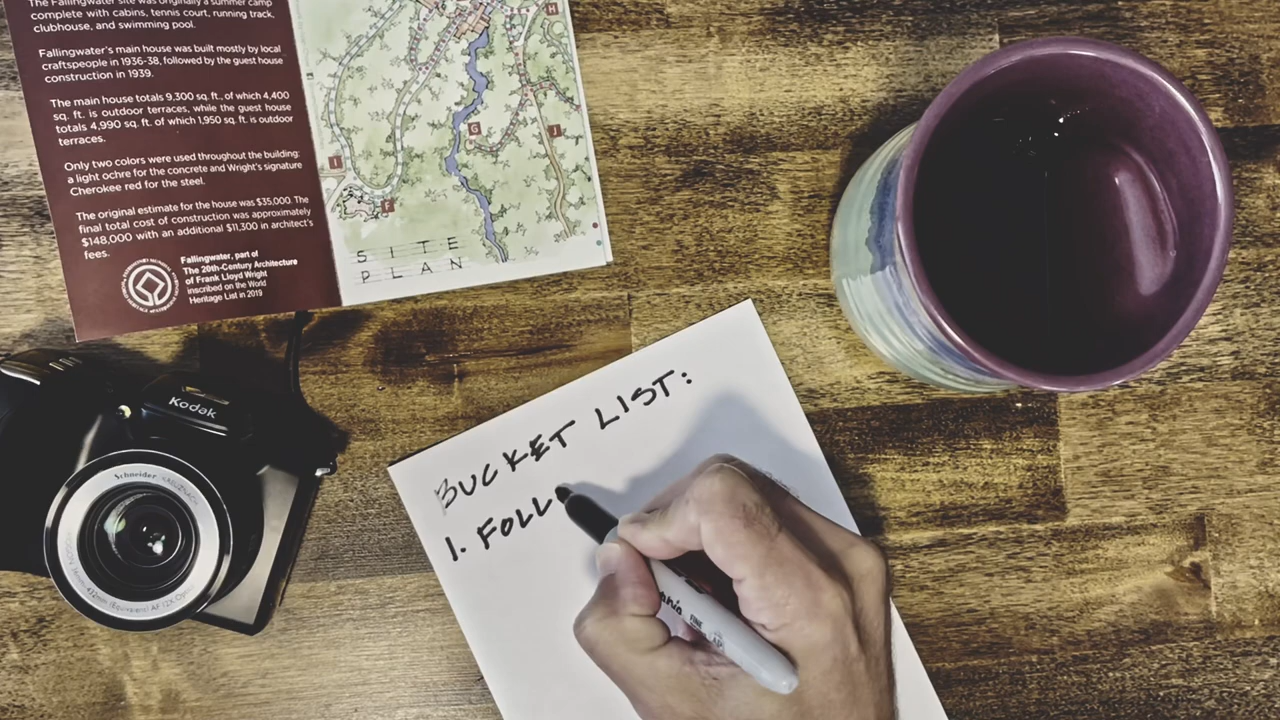 The Fallingwater site was originally a summer camp
complete with cabins, tennis court, running track,
clubhouse, and swimming pool.
Fallingwater's main house was built mostly by local
craftspeople in 1936-38, followed by the guest house
construction in 1939.
The main house totals 9,300 sq. ft., of which 4,400
sq. ft. is outdoor terraces, while the guest house
totals 4,990 sq. ft. of which 1,950 sq. ft. is outdoor
terraces.
Only two colors were used throughout the building:
a light ochre for the concrete and Wright's signature
Cherokee red for the steel.
The original estimate for the house was $35,000. The
final total cost of construction was approximately
$148,000 with an additional $11,300 in architect's
fees.
Fallingwater, part of
The 20th-Century Architecture
of Frank Lloyd Wright
inscribed on the World
Heritage List in 2019
H
G
J
I
F
SITE
PLAN
Kodak
Schneider
BUCKET LIST:
1. FOLL
FINE